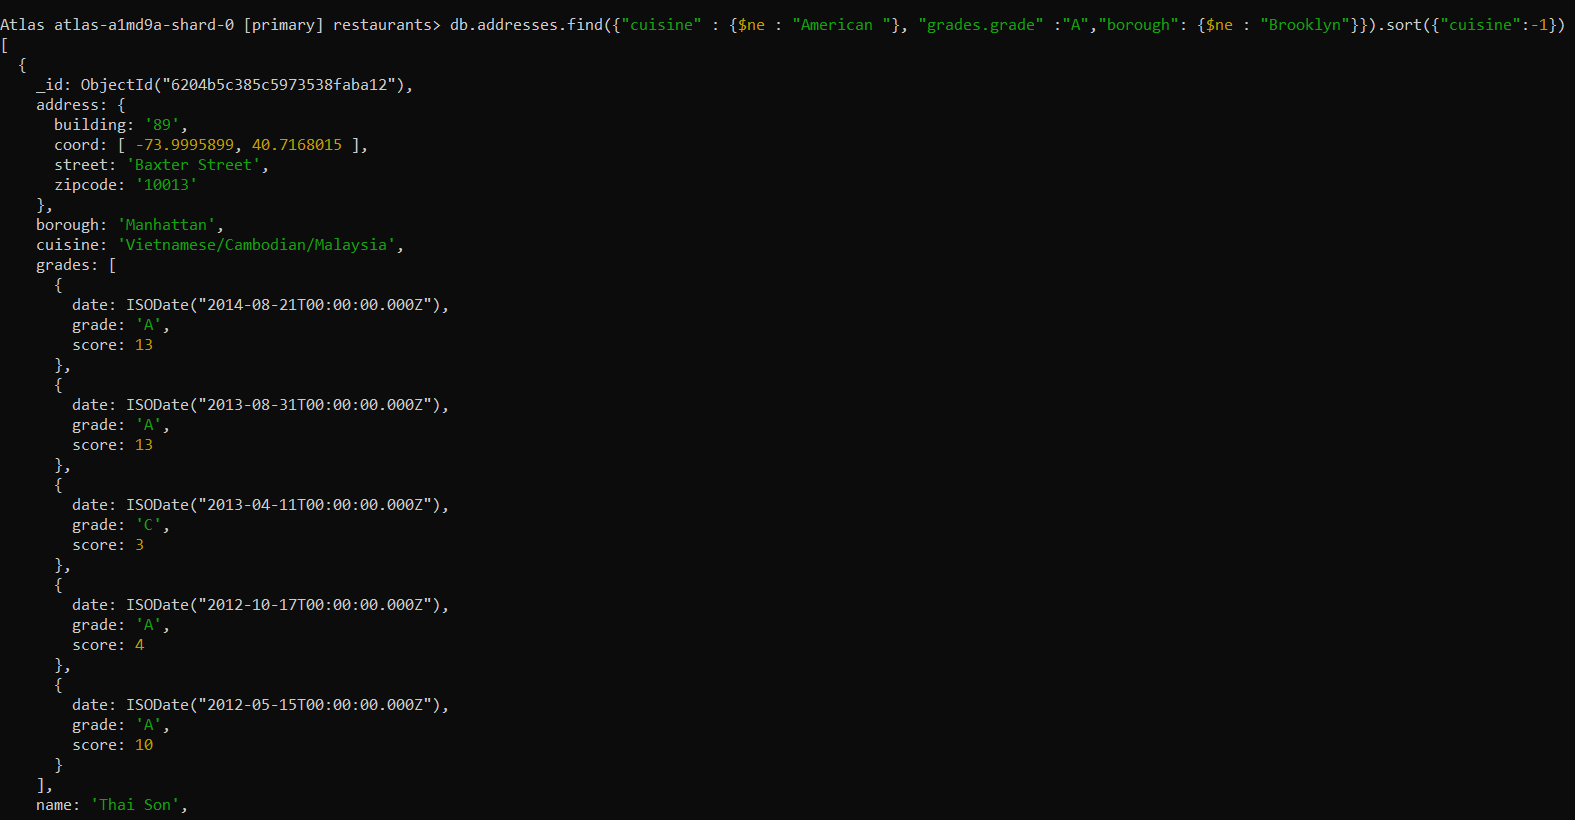 Atlas atlas-a1md9a-shard-0 [primary] restaurants> db.addresses.find({"cuisine" : {$ne : "American "}, "grades.grade" :"A","borough": {$ne : "Brooklyn"}}).sort({"cuisine":-1})
[
  {
    _id: ObjectId("6204b5c385c5973538faba12"),
    address: {
      building: '89',
      coord: [ -73.9995899, 40.7168015 ],
      street: 'Baxter Street',
      zipcode: '10013'
    },
    borough: 'Manhattan',
    cuisine: 'Vietnamese/Cambodian/Malaysia',
    grades: [
      {
        date: ISODate("2014-08-21T00:00:00.000Z"),
        grade: 'A',
        score: 13
      },
      {
        date: ISODate("2013-08-31T00:00:00.000Z"),
        grade: 'A',
        score: 13
      },
      {
        date: ISODate("2013-04-11T00:00:00.000Z"),
        grade: 'C',
        score: 3
      },
      {
        date: ISODate("2012-10-17T00:00:00.000Z"),
        grade: 'A',
        score: 4
      },
      {
        date: ISODate("2012-05-15T00:00:00.000Z"),
        grade: 'A',
        score: 10
      }
    ],
    name: 'Thai Son',